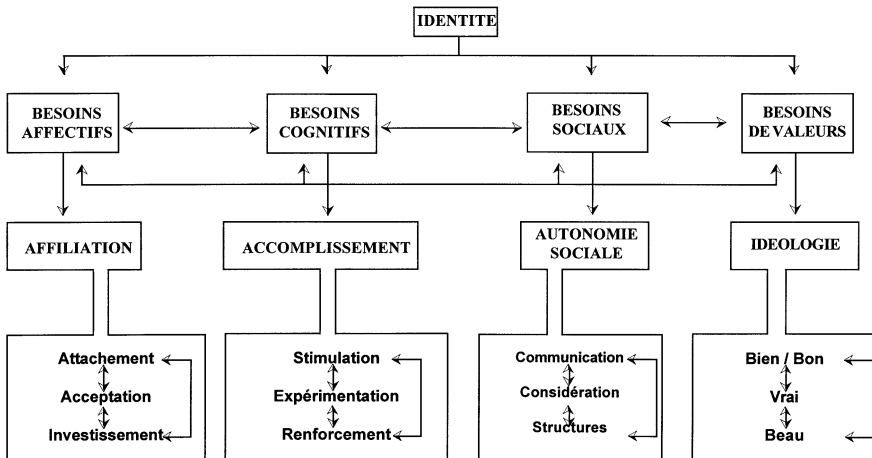 IDENTITE
BESOINS
AFFECTIFS
BESOINS
COGNITIFS
BESOINS
SOCIAUX
BESOINS
DE VALEURS
AFFILIATION
ACCOMPLISSEMENT
AUTONOMIE
SOCIALE
IDEOLOGIE
Attachement
Acceptation
Investissement
Stimulation
Expérimentation
Renforcement
Communication
Considération
Structures
Bien / Bon
Vrai
Beau